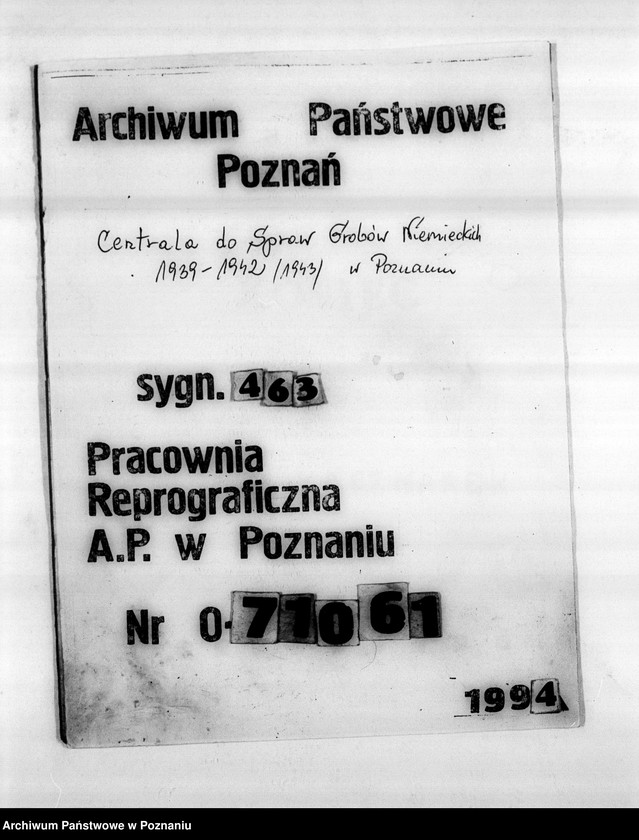 Archiwum Państwowe
Poznań
Centrala do Spraw Grobów Niemieckich
1939-1942 /1943/ w Poznaniu
sygn. 463
Pracownia
Reprograficzna
A.P. w Poznaniu
Nr 0-71061
1994
Archiwum Państwowe w Poznaniu